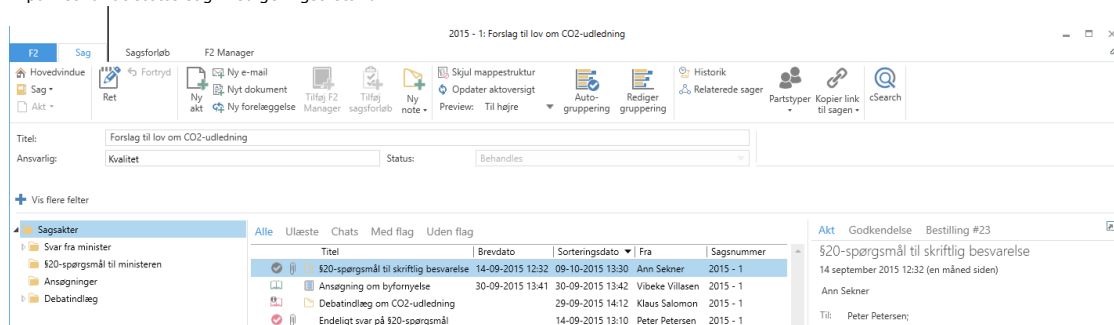 2015 - 1: Forslag til lov om CO2-udledning
F2 Sag Sagsforløb F2 Manager
Hovedvindue
Sag
Akt
Ret
Fortryd
Ny akt
Ny e-mail
Nyt dokument
Ny forelæggelse
Tilføj F2 Manager
Tilføj sagsforløb
Ny note
Skjul mappestruktur
Opdater aktoversigt
Preview: Til højre
Auto-gruppering
Rediger gruppering
Historik
Relaterede sager
Partstyper
Kopier link til sagen
cSearch
Titel: Forslag til lov om CO2-udledning
Ansvarlig: Kvalitet Status: Behandles
Vis flere felter
Sagsakter
Svar fra minister
§20-spørgsmål til ministeren
Ansøgninger
Debatindlæg
Alle Ulæste Chats Med flag Uden flag
Titel Brevdato Sorteringsdato Fra Sagsnummer
§20-spørgsmål til skriftlig besvarelse 14-09-2015 12:32 09-10-2015 13:30 Ann Sekner 2015 - 1
Ansøgning om byfornyelse 30-09-2015 13:41 30-09-2015 13:42 Vibeke Villasen 2015 - 1
Debatindlæg om CO2-udledning 29-09-2015 14:12 Klaus Salomon 2015 - 1
Endeligt svar på §20-spørgsmål 14-09-2015 13:10 Peter Petersen 2015 - 1
Akt Godkendelse Bestilling #23
§20-spørgsmål til skriftlig besvarelse
14 september 2015 12:32 (en måned siden)
Ann Sekner
Til: Peter Petersen;